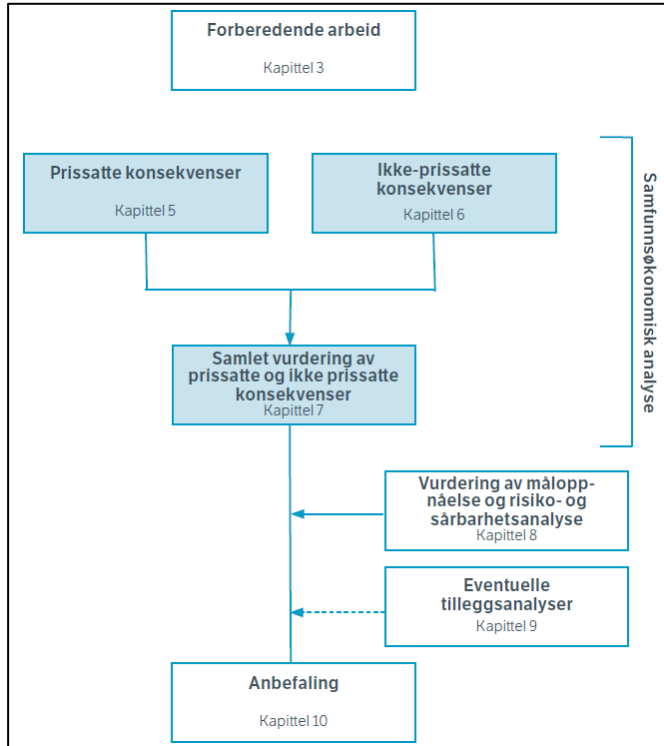 Forberedende arbeid
Kapittel 3
Prissatte konsekvenser
Kapittel 5
Ikke-prissatte
konsekvenser
Kapittel 6
Samfunnsøkonomisk analyse
Samlet vurdering av
prissatte og ikke prissatte
konsekvenser
Kapittel 7
Vurdering av målopp-
nåelse og risiko- og
sårbarhetsanalyse
Kapittel 8
Eventuelle
tilleggsanalyser
Kapittel 9
Anbefaling
Kapittel 10